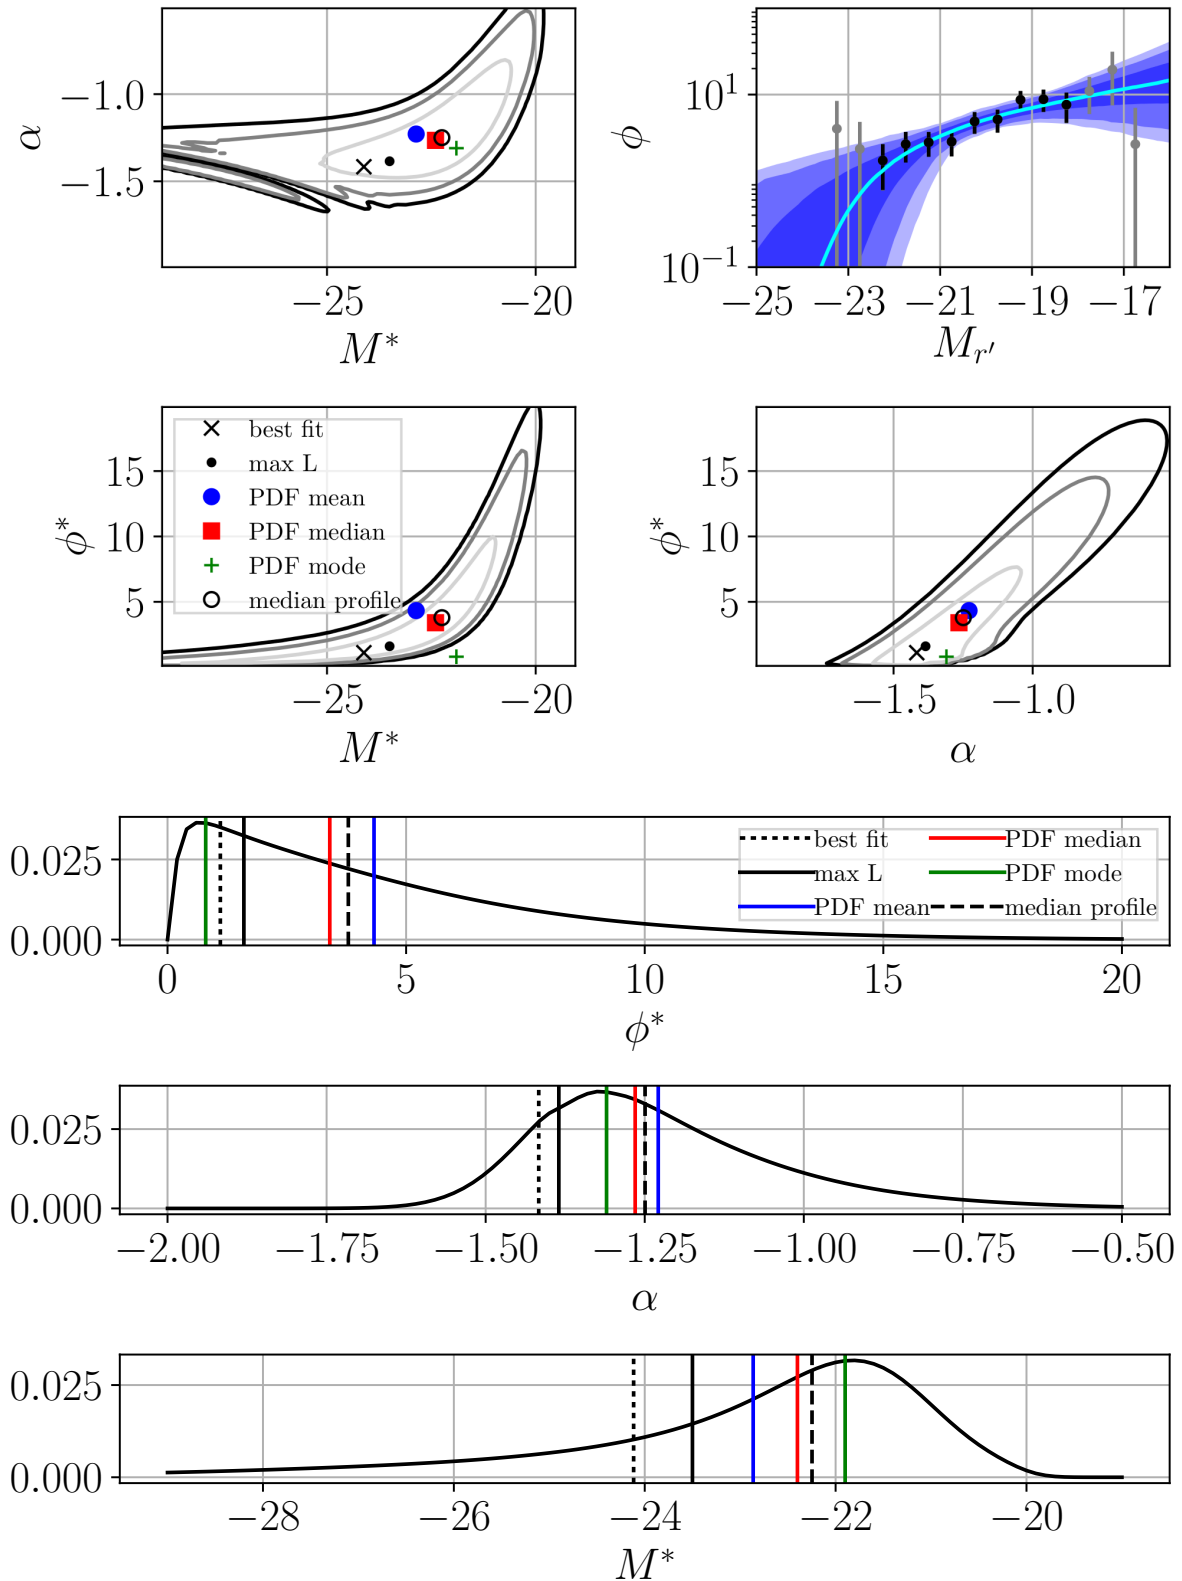 α
−1.0
−1.5
−25
−20
M*
ϕ
10¹
10⁻¹
−25
−23
−21
−19
−17
M_r′
ϕ*
15
10
5
best fit
max L
PDF mean
PDF median
PDF mode
median profile
−25
−20
M*
ϕ*
15
10
5
−1.5
−1.0
α
0.025
0.000
best fit
max L
PDF mean
PDF median
PDF mode
median profile
0
5
10
15
20
ϕ*
0.025
0.000
−2.00
−1.75
−1.50
−1.25
−1.00
−0.75
−0.50
α
0.025
0.000
−28
−26
−24
−22
−20
M*